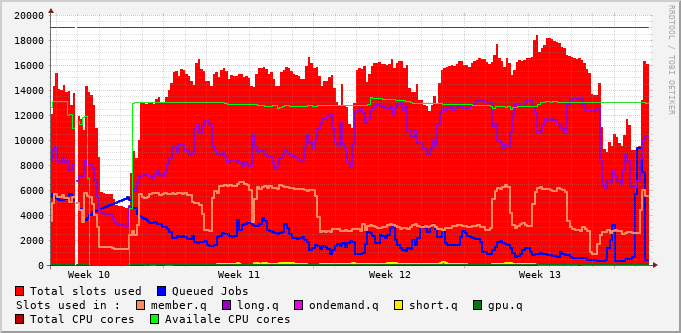 20000
18000
16000
14000
12000
10000
8000
6000
4000
2000
0
Week 10 Week 11 Week 12 Week 13
RRDTOOL / TOBI OETIKER
Total slots used Queued Jobs
Slots used in : member.q long.q ondemand.q short.q gpu.q
Total CPU cores Availale CPU cores